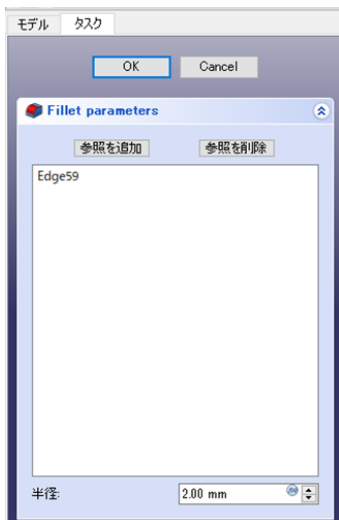 モデル タスク
OK Cancel
Fillet parameters
参照を追加 参照を削除
Edge59
半径: 2.00 mm